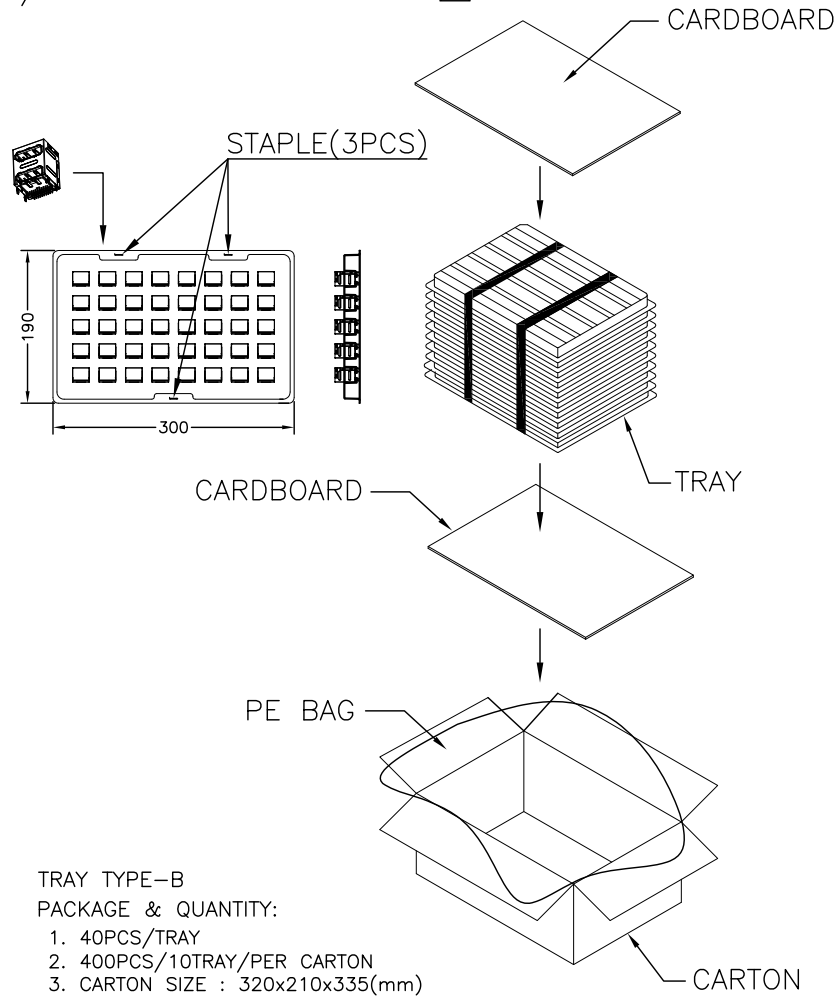 CARDBOARD
STAPLE(3PCS)
190
300
TRAY
CARDBOARD
PE BAG
TRAY TYPE-B
PACKAGE & QUANTITY:
1. 40PCS/TRAY
2. 400PCS/10TRAY/PER CARTON
3. CARTON SIZE : 320x210x335(mm)
CARTON